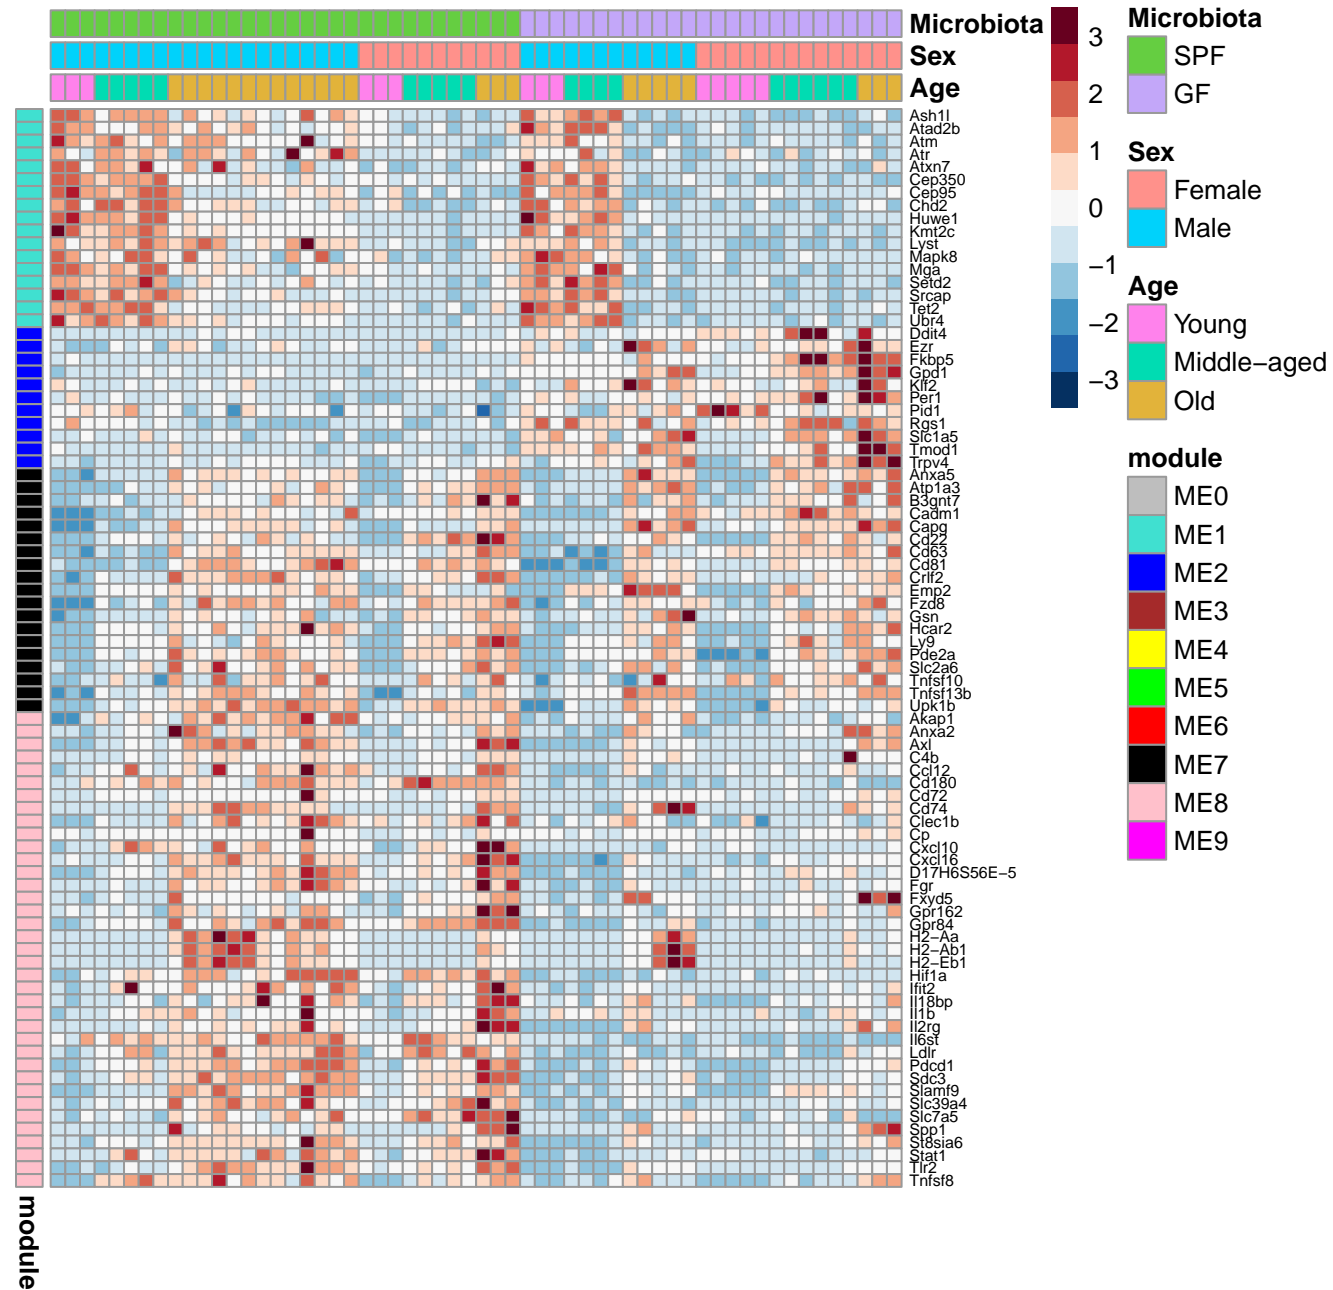 Microbiota
Sex
Age
Ash1l
Atad2b
Atm
Atr
Atxn7
Cep350
Cep95
Chd2
Huwe1
Kmt2c
Lyst
Mapk8
Mga
Setd2
Srcap
Tet2
Ubr4
Ddit4
Ezr
Fkbp5
Gpd1
Klf2
Per1
Pid1
Rgs1
Slc1a5
Tmod1
Trpv4
Anxa5
Atp1a3
B3gnt7
Cadm1
Capg
Cd22
Cd63
Cd81
Crlf2
Emp2
Fzd8
Gsn
Hcar2
Ly9
Pde2a
Slc2a6
Tnfsf10
Tnfsf13b
Upk1b
Akap1
Anxa2
Axl
C4b
Ccl12
Cd180
Cd72
Cd74
Clec1b
Cp
Cxcl10
Cxcl16
D17H6S56E−5
Fgr
Fxyd5
Gpr162
Gpr84
H2−Aa
H2−Ab1
H2−Eb1
Hif1a
Ifit2
Il18bp
Il1b
Il2rg
Il6st
Ldlr
Pdcd1
Sdc3
Slamf9
Slc39a4
Slc7a5
Spp1
St8sia6
Stat1
Tlr2
Tnfsf8
module
3
2
1
0
−1
−2
−3
Microbiota
SPF
GF
Sex
Female
Male
Age
Young
Middle−aged
Old
module
ME0
ME1
ME2
ME3
ME4
ME5
ME6
ME7
ME8
ME9